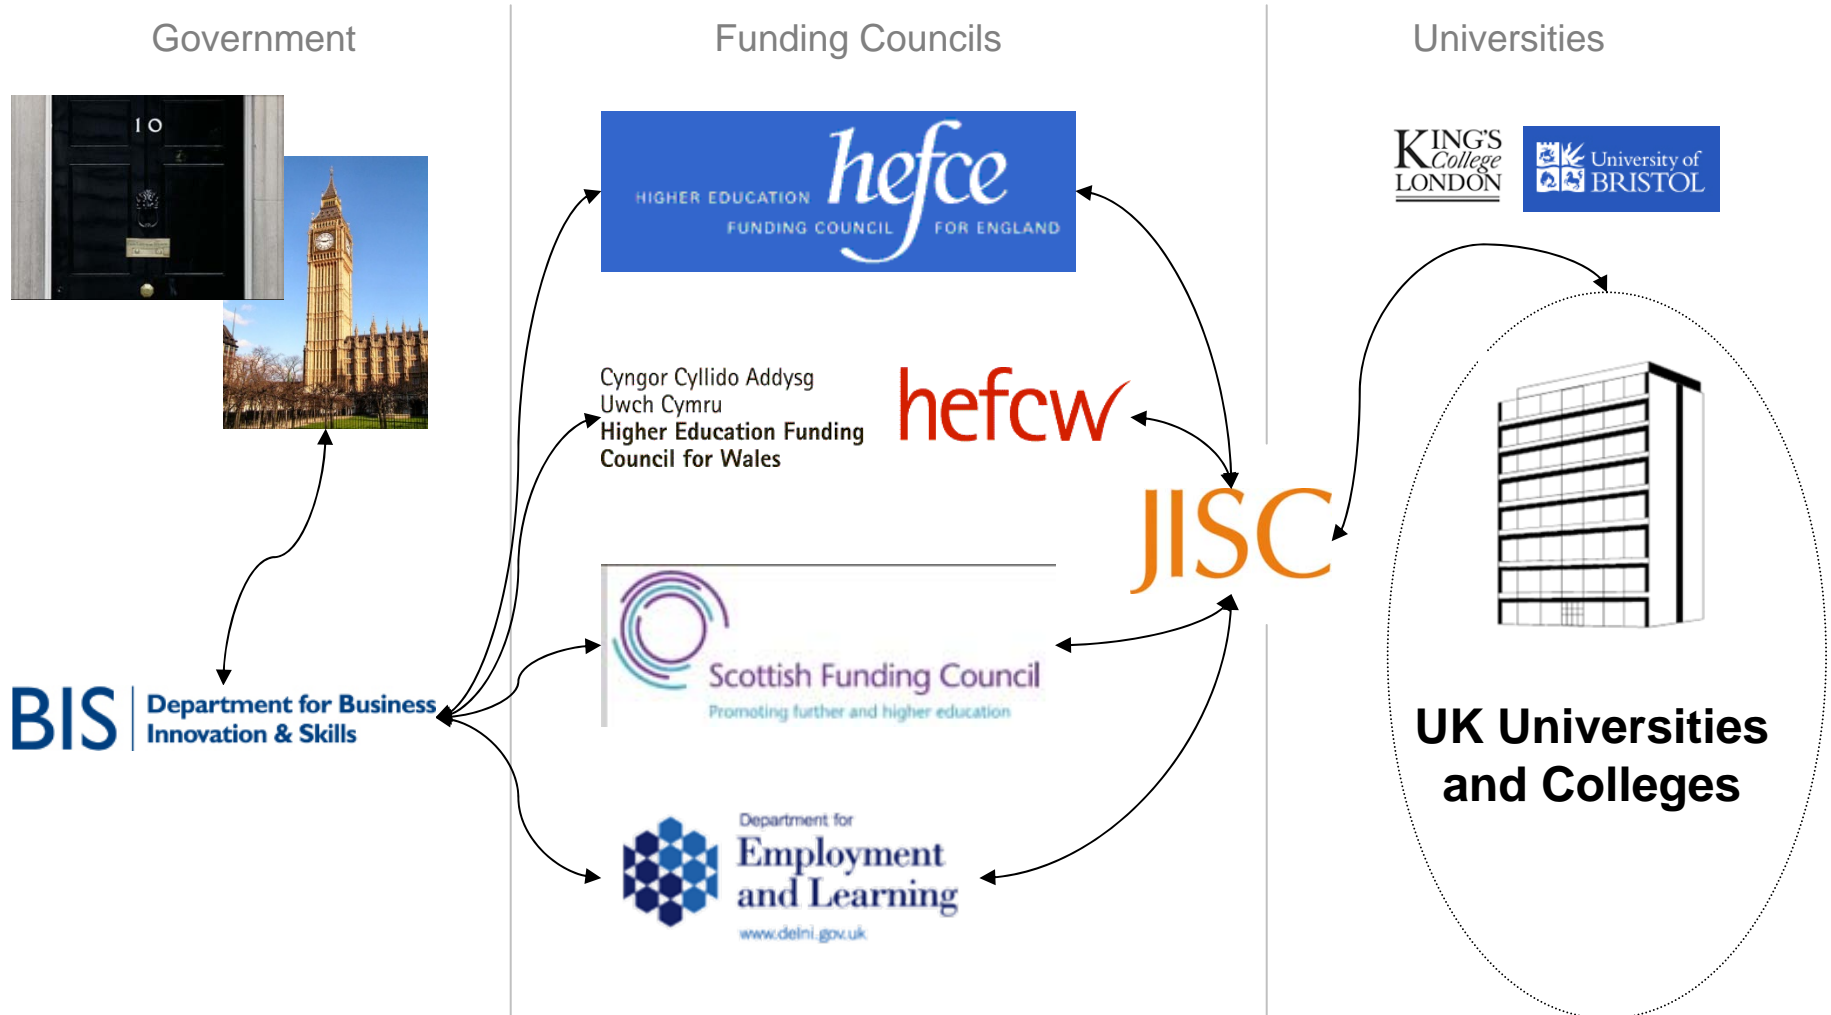 Government
Funding Councils
Universities
10
hefce
HIGHER EDUCATION
FUNDING COUNCIL FOR ENGLAND
KING'S
College
LONDON
University of
BRISTOL
Cyngor Cyllido Addysg
Uwch Cymru
Higher Education Funding
Council for Wales
hefcw
JISC
Scottish Funding Council
Promoting further and higher education
BIS
Department for Business
Innovation & Skills
Department for
Employment
and Learning
www.delni.gov.uk
UK Universities
and Colleges